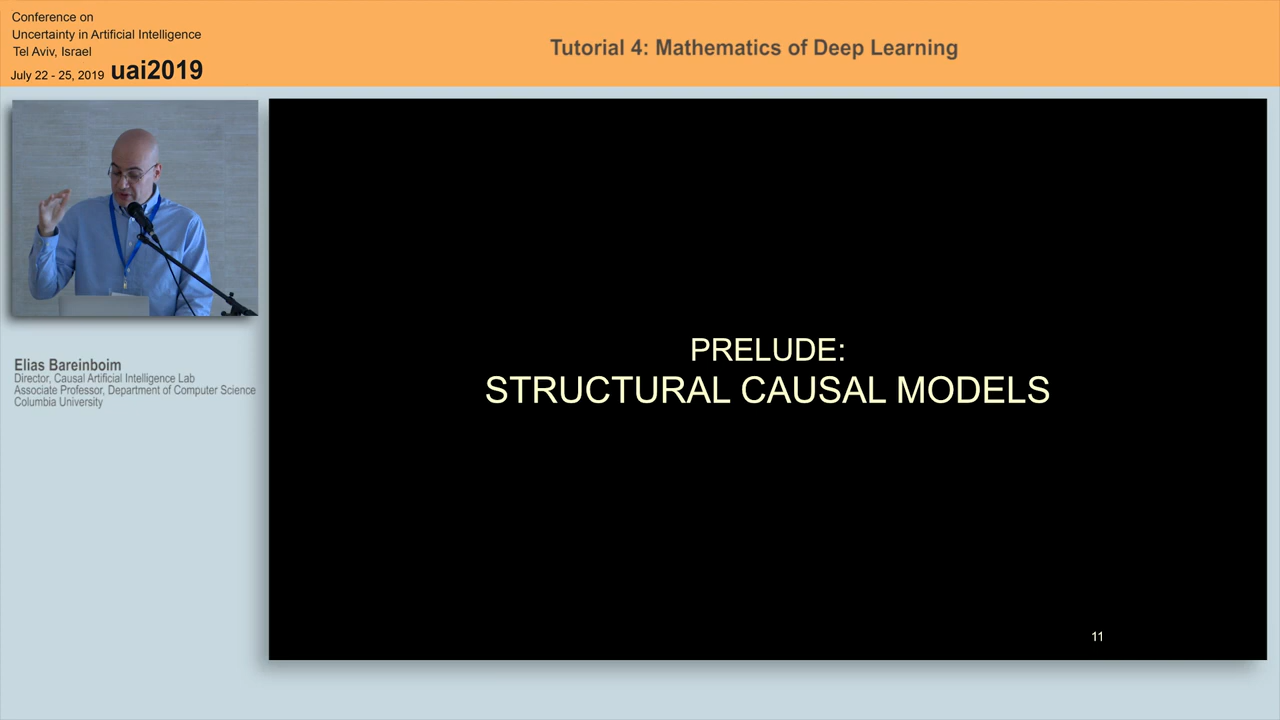 Conference on
Uncertainty in Artificial Intelligence
Tel Aviv, Israel
July 22 - 25, 2019 uai2019
Tutorial 4: Mathematics of Deep Learning
Elias Bareinboim
Director, Causal Artificial Intelligence Lab
Associate Professor, Department of Computer Science
Columbia University
PRELUDE:
STRUCTURAL CAUSAL MODELS
11